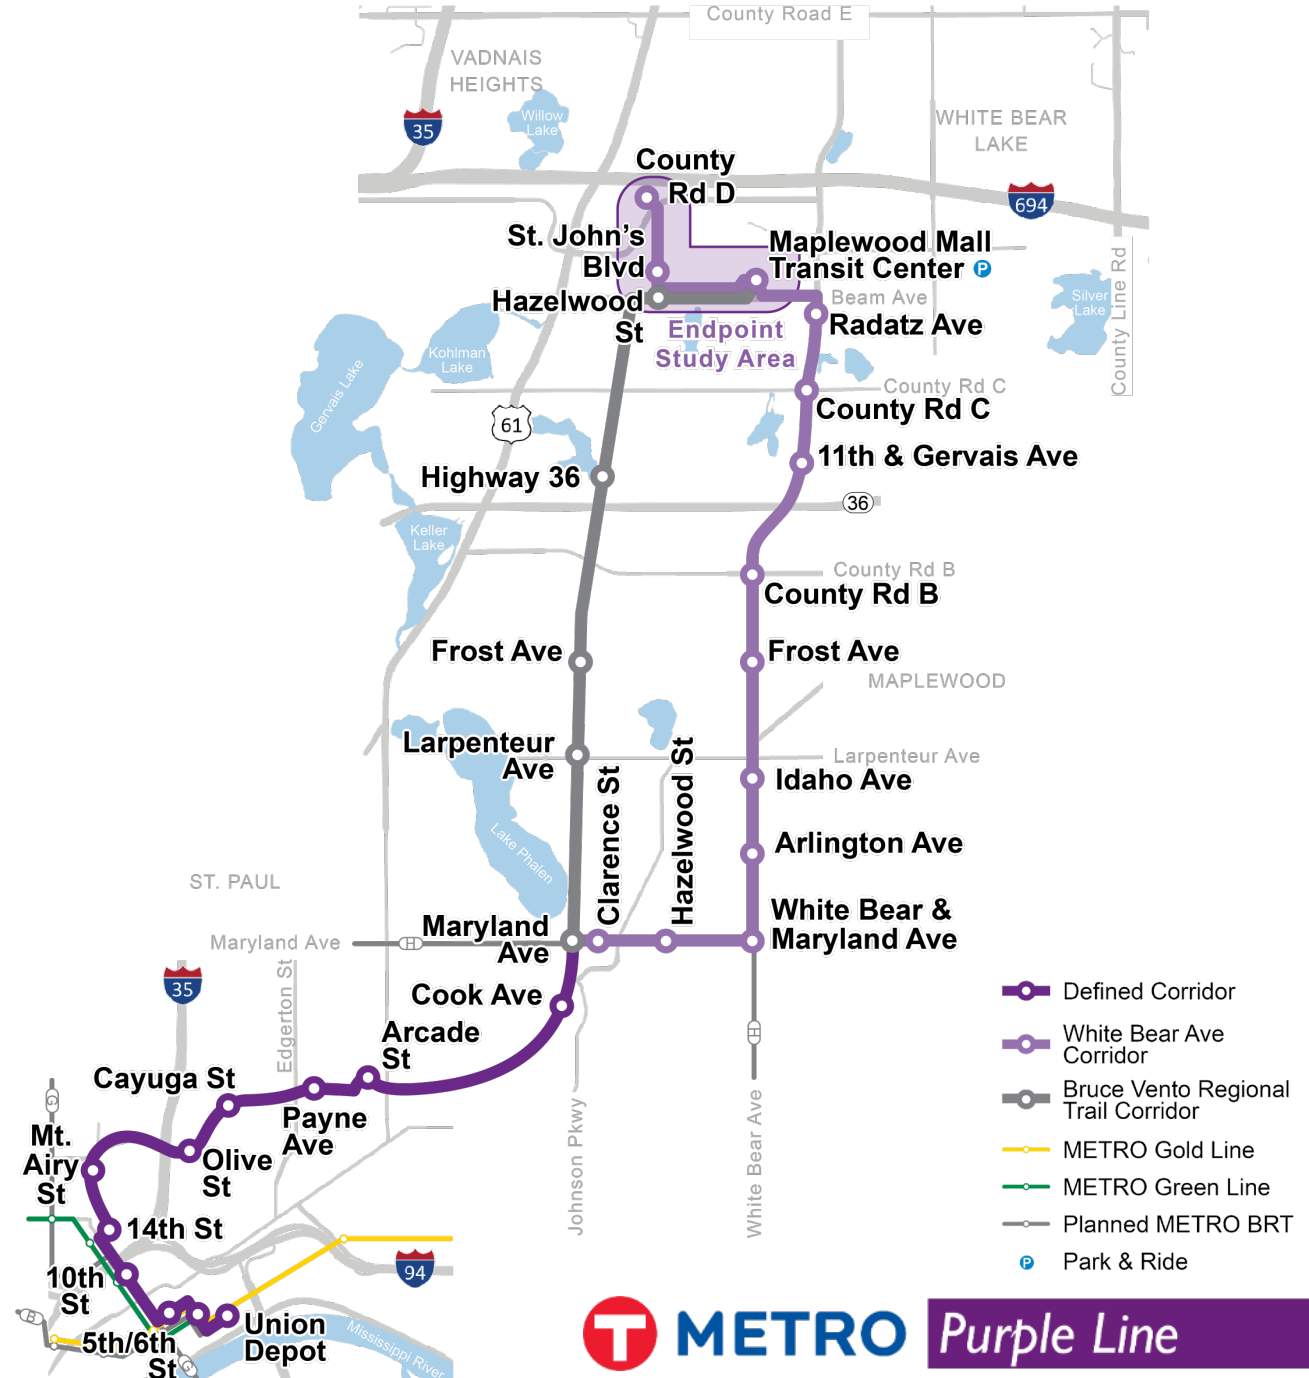 County Road E
VADNAIS
HEIGHTS
35
Willow
Lake
WHITE BEAR
LAKE
694
County
Rd D
St. John's
Blvd
Maplewood Mall
Transit Center P
Hazelwood
St
Beam Ave
Radatz Ave
Endpoint
Study Area
Silver
Lake
County Line Rd
Kohlman
Lake
Gervais Lake
County Rd C
County Rd C
61
11th & Gervais Ave
Highway 36
36
Keller
Lake
County Rd B
County Rd B
Frost Ave
Frost Ave
MAPLEWOOD
Larpenteur
Ave
Larpenteur Ave
Clarence St
Hazelwood St
Idaho Ave
Arlington Ave
Lake Phalen
ST. PAUL
White Bear &
Maryland Ave
Maryland
Ave
Maryland Ave
H
H
35
Edgerton St
Cook Ave
Arcade
St
Cayuga St
Payne
Ave
G
Mt.
Airy
St
Olive
St
14th St
10th
St
5th/6th
St
Union
Depot
B
G
94
Mississippi River
Johnson Pkwy
White Bear Ave
Defined Corridor
White Bear Ave
Corridor
Bruce Vento Regional
Trail Corridor
METRO Gold Line
METRO Green Line
Planned METRO BRT
P Park & Ride
T METRO Purple Line